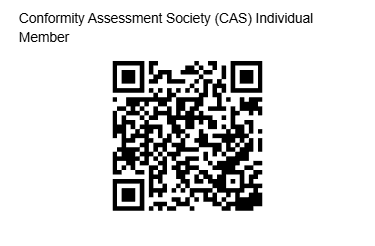 Conformity Assessment Society (CAS) Individual
Member